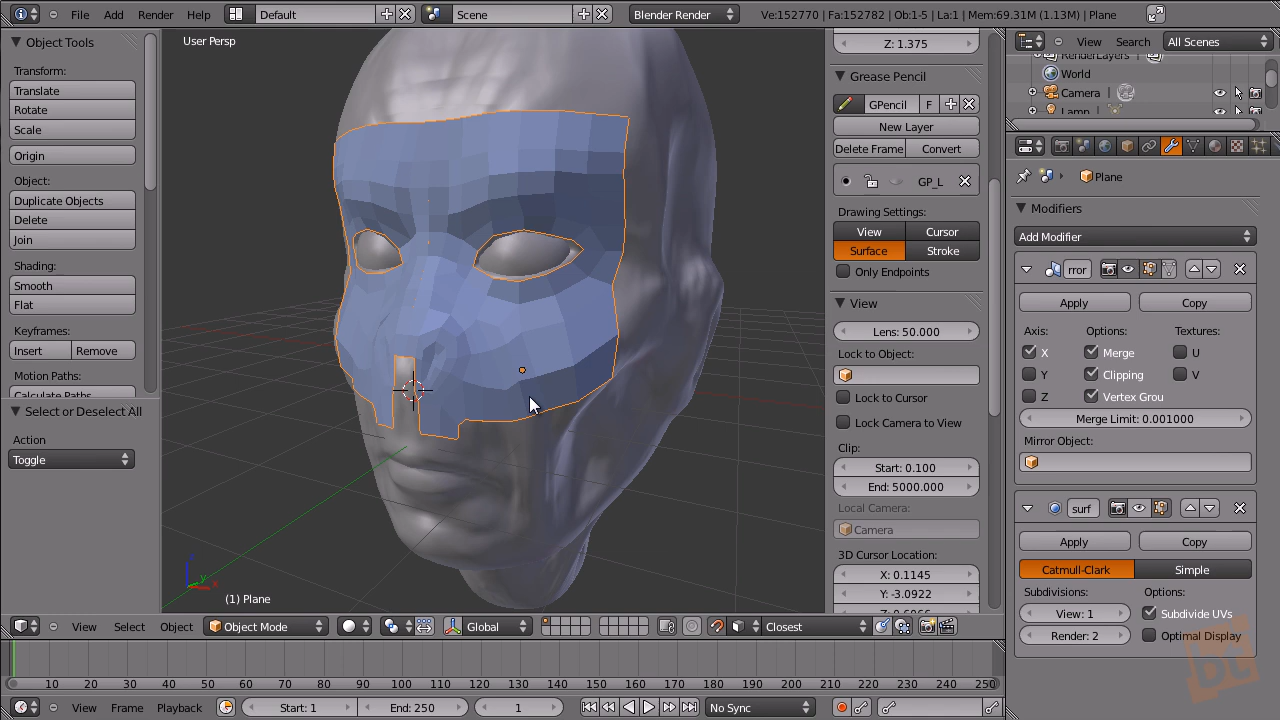 File Add Render Help Default Scene Blender Render Ve:152770 | Fa:152782 | Ob:1-5 | La:1 | Mem:69.31M (1.13M) | Plane
Object Tools
Transform:
Translate
Rotate
Scale
Origin
Object:
Duplicate Objects
Delete
Join
Shading:
Smooth
Flat
Keyframes:
Insert Remove
Motion Paths:
Calculate Paths
Select or Deselect All
Action
Toggle
User Persp
(1) Plane
z
y
x
Z: 1.375
Grease Pencil
GPencil F
New Layer
Delete Frame Convert
GP_L
Drawing Settings:
View Cursor
Surface Stroke
Only Endpoints
View
Lens: 50.000
Lock to Object:
Lock to Cursor
Lock Camera to View
Clip:
Start: 0.100
End: 5000.000
Local Camera:
Camera
3D Cursor Location:
X: 0.1145
Y: -3.0922
View Search All Scenes
RenderLayers
World
Camera
Lamp
Plane
Modifiers
Add Modifier
rror
Apply Copy
Axis: Options: Textures:
X Merge U
Y Clipping V
Z Vertex Grou
Merge Limit: 0.001000
Mirror Object:
surf
Apply Copy
Catmull-Clark Simple
Subdivisions: Options:
View: 1 Subdivide UVs
Render: 2 Optimal Display
View Select Object Object Mode Global Closest
10 20 30 40 50 60 70 80 90 100 110 120 130 140 150 160 170 180 190 200 210 220 230 240 250
View Frame Playback Start: 1 End: 250 1 No Sync